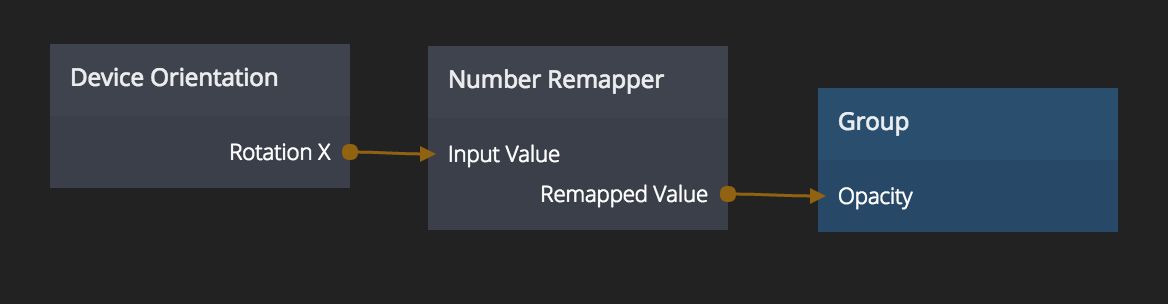 Device Orientation
Rotation X
Number Remapper
Input Value
Remapped Value
Group
Opacity